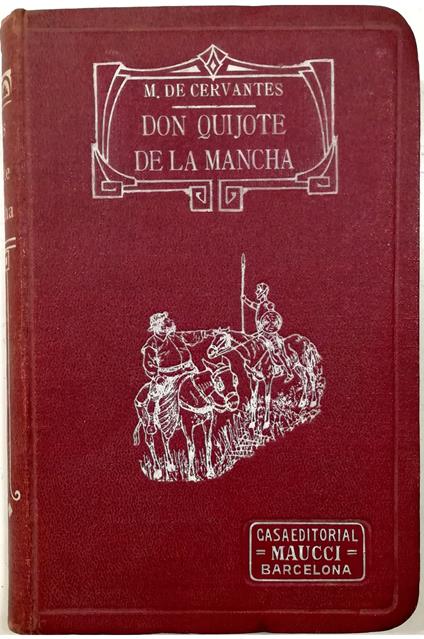 M. DE CERVANTES
DON QUIJOTE
DE LA MANCHA
CASAEDITORIAL
= MAUCCI =
BARCELONA